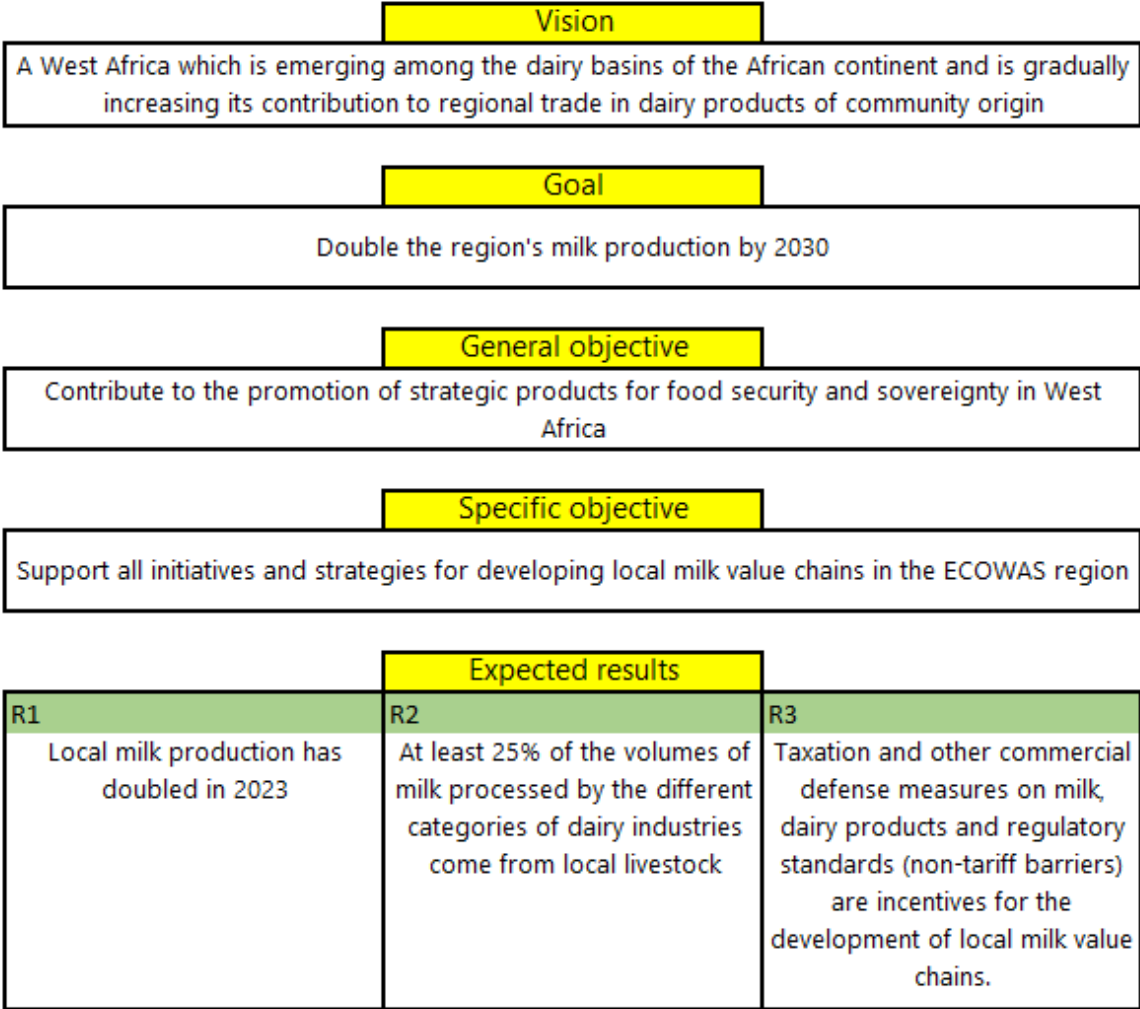 Vision
A West Africa which is emerging among the dairy basins of the African continent and is gradually
increasing its contribution to regional trade in dairy products of community origin
Goal
Double the region's milk production by 2030
General objective
Contribute to the promotion of strategic products for food security and sovereignty in West
Africa
Specific objective
Support all initiatives and strategies for developing local milk value chains in the ECOWAS region
Expected results
R1
Local milk production has
doubled in 2023
R2
At least 25% of the volumes of
milk processed by the different
categories of dairy industries
come from local livestock
R3
Taxation and other commercial
defense measures on milk,
dairy products and regulatory
standards (non-tariff barriers)
are incentives for the
development of local milk value
chains.